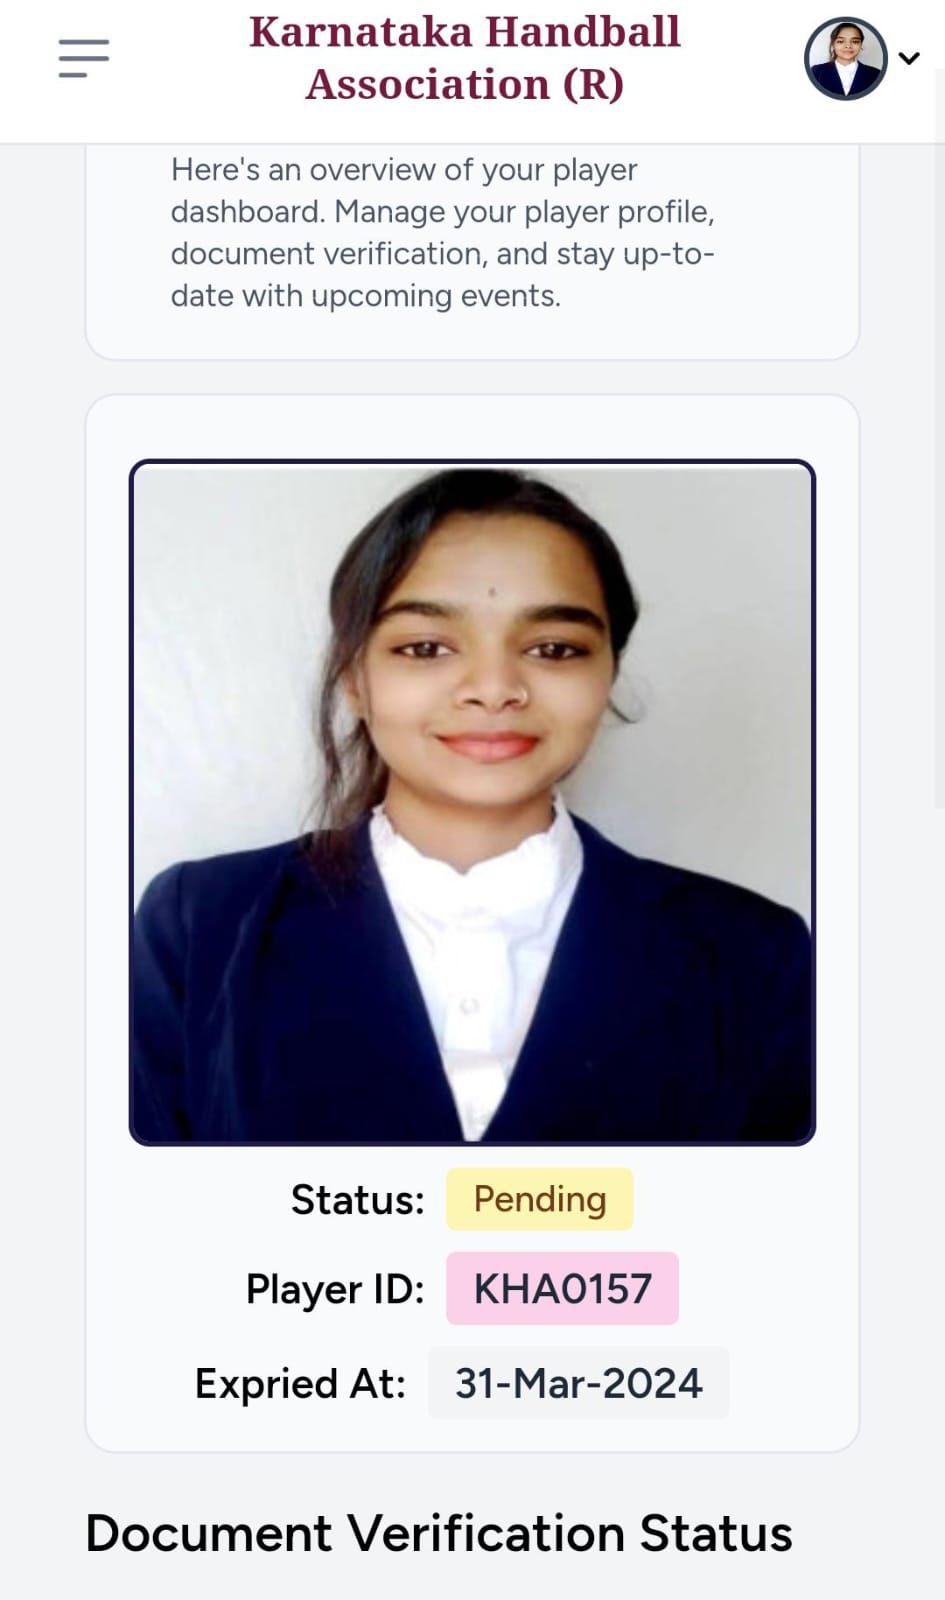 Karnataka Handball
Association (R)
Here's an overview of your player
dashboard. Manage your player profile,
document verification, and stay up-to-
date with upcoming events.
Status: Pending
Player ID: KHA0157
Expried At: 31-Mar-2024
Document Verification Status